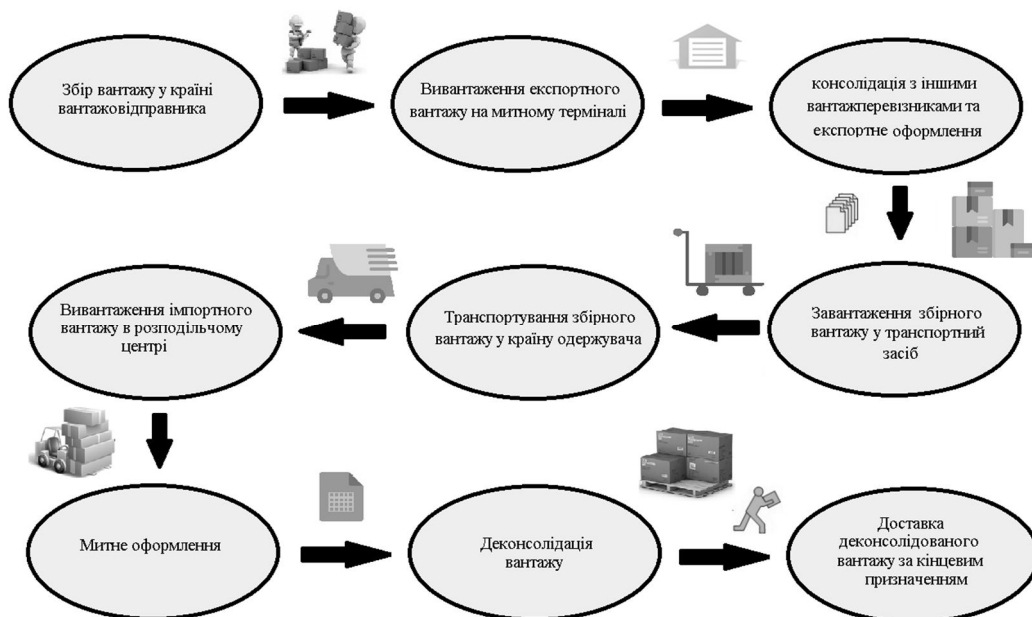 Збір вантажу у країні
вантажовідправника
Вивантаження експортного
вантажу на митному терміналі
консолідація з іншими
вантажперевізниками та
експортне оформлення
Завантаження збірного
вантажу у транспортний
засіб
Транспортування збірного
вантажу у країну одержувача
Вивантаження імпортного
вантажу в розподільчому
центрі
Митне оформлення
Деконсолідація
вантажу
Доставка
деконсолідованого
вантажу за кінцевим
призначенням